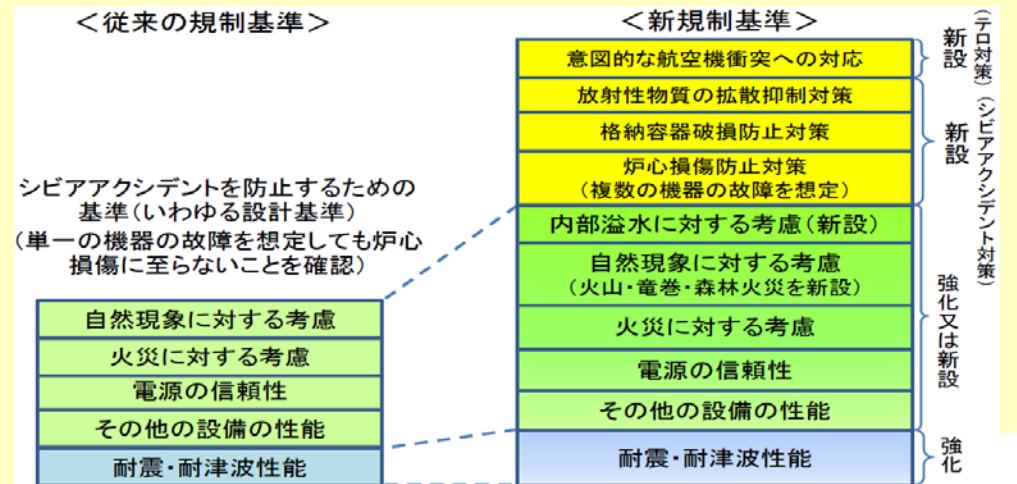 ＜従来の規制基準＞
シビアアクシデントを防止するための
基準（いわゆる設計基準）
（単一の機器の故障を想定しても炉心
損傷に至らないことを確認）
自然現象に対する考慮
火災に対する考慮
電源の信頼性
その他の設備の性能
耐震・耐津波性能
＜新規制基準＞
意図的な航空機衝突への対応
放射性物質の拡散抑制対策
格納容器破損防止対策
炉心損傷防止対策
（複数の機器の故障を想定）
内部溢水に対する考慮（新設）
自然現象に対する考慮
（火山・竜巻・森林火災を新設）
火災に対する考慮
電源の信頼性
その他の設備の性能
耐震・耐津波性能
新設
（テロ対策）
新設
（シビアアクシデント対策）
強化又は新設
強化